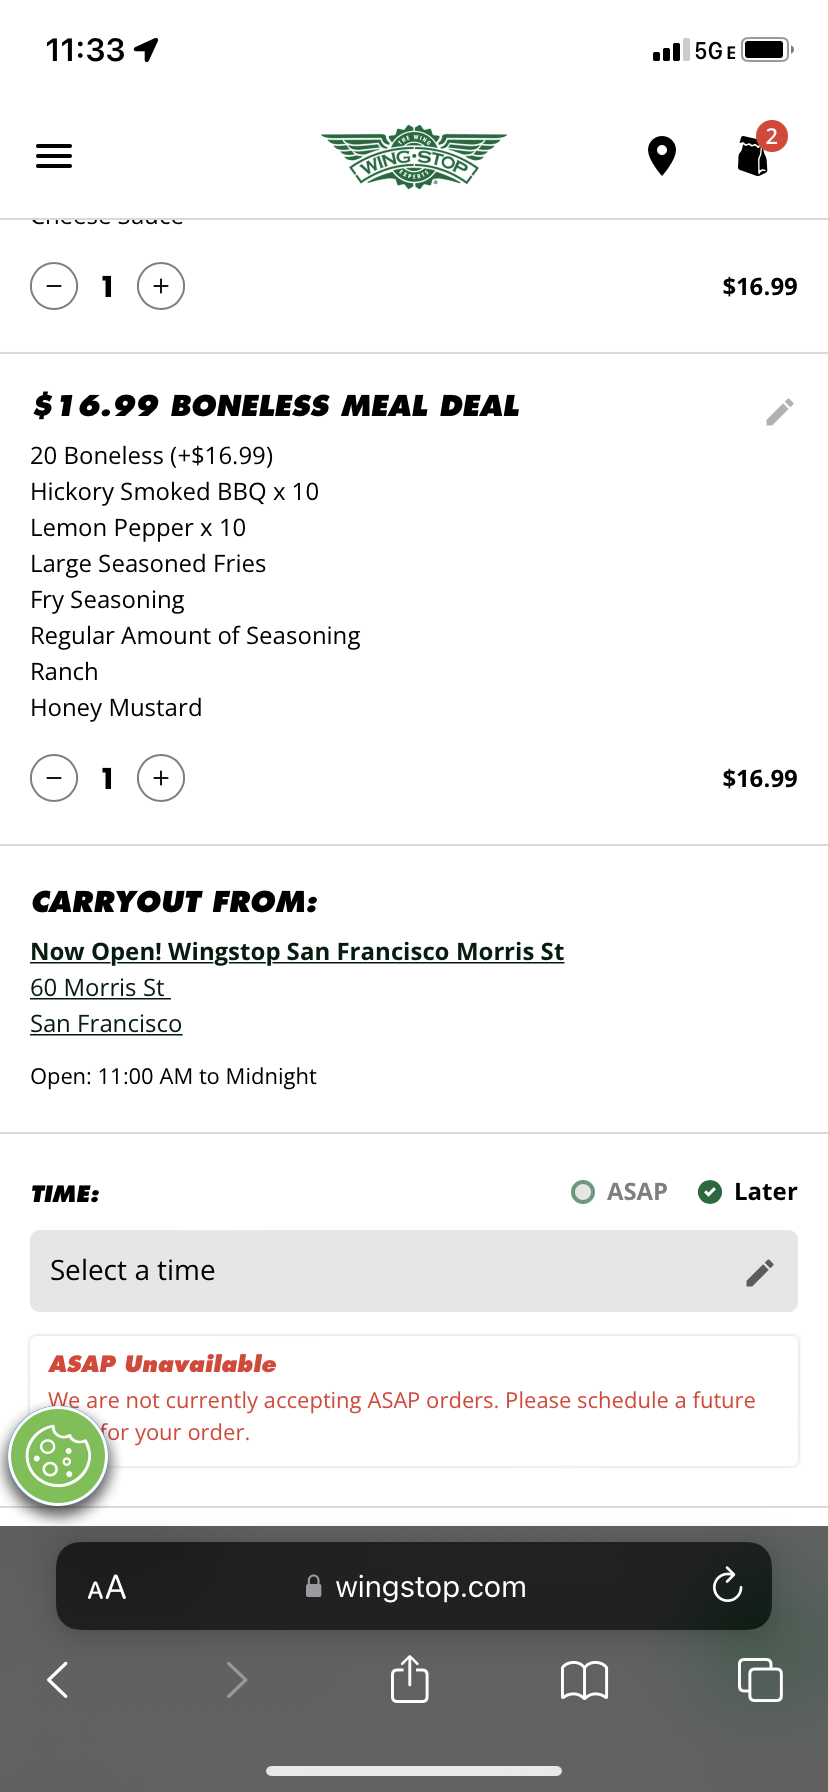 11:33
5G E
THE WING
WING STOP
EXPERTS
2
Cheese Sauce
− 1 +
$16.99
$16.99 BONELESS MEAL DEAL
20 Boneless (+$16.99)
Hickory Smoked BBQ x 10
Lemon Pepper x 10
Large Seasoned Fries
Fry Seasoning
Regular Amount of Seasoning
Ranch
Honey Mustard
− 1 +
$16.99
CARRYOUT FROM:
Now Open! Wingstop San Francisco Morris St
60 Morris St
San Francisco
Open: 11:00 AM to Midnight
TIME:
ASAP
Later
Select a time
ASAP Unavailable
We are not currently accepting ASAP orders. Please schedule a future
for your order.
AA
wingstop.com